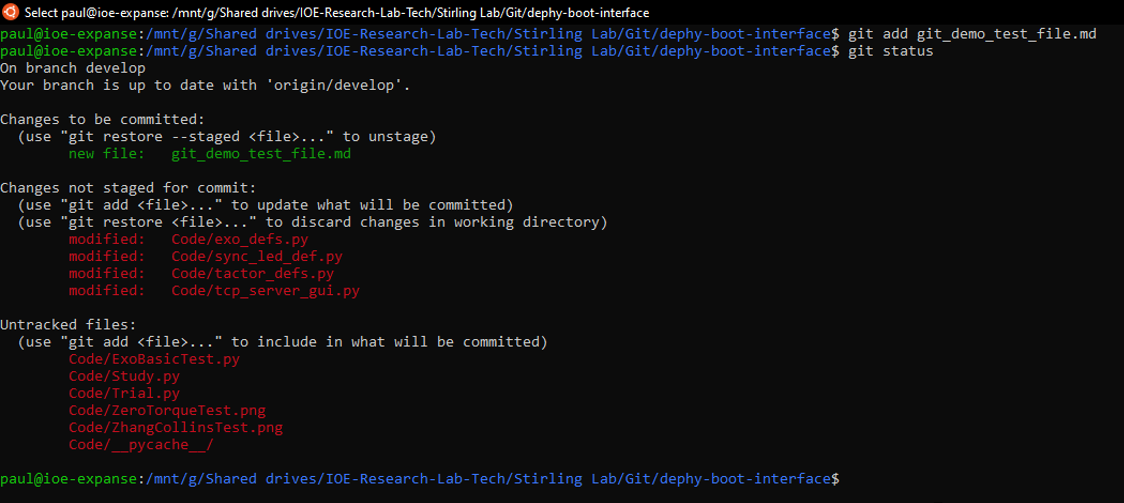 Select paul@ioe-expanse: /mnt/g/Shared drives/IOE-Research-Lab-Tech/Stirling Lab/Git/dephy-boot-interface
paul@ioe-expanse:/mnt/g/Shared drives/IOE-Research-Lab-Tech/Stirling Lab/Git/dephy-boot-interface$ git add git_demo_test_file.md
paul@ioe-expanse:/mnt/g/Shared drives/IOE-Research-Lab-Tech/Stirling Lab/Git/dephy-boot-interface$ git status
On branch develop
Your branch is up to date with 'origin/develop'.
Changes to be committed:
  (use "git restore --staged <file>..." to unstage)
        new file:   git_demo_test_file.md
Changes not staged for commit:
  (use "git add <file>..." to update what will be committed)
  (use "git restore <file>..." to discard changes in working directory)
        modified:   Code/exo_defs.py
        modified:   Code/sync_led_def.py
        modified:   Code/tactor_defs.py
        modified:   Code/tcp_server_gui.py
Untracked files:
  (use "git add <file>..." to include in what will be committed)
        Code/ExoBasicTest.py
        Code/Study.py
        Code/Trial.py
        Code/ZeroTorqueTest.png
        Code/ZhangCollinsTest.png
        Code/__pycache__/
paul@ioe-expanse:/mnt/g/Shared drives/IOE-Research-Lab-Tech/Stirling Lab/Git/dephy-boot-interface$